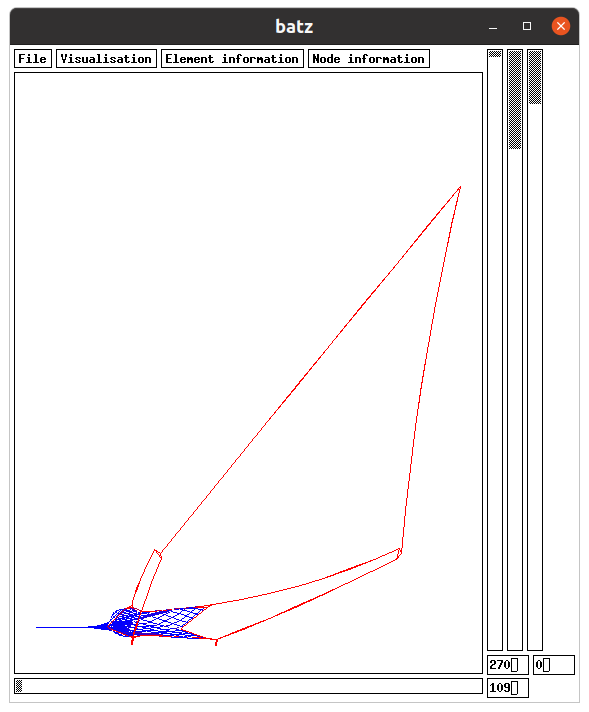 batz
File Visualisation Element information Node information
270 0
109